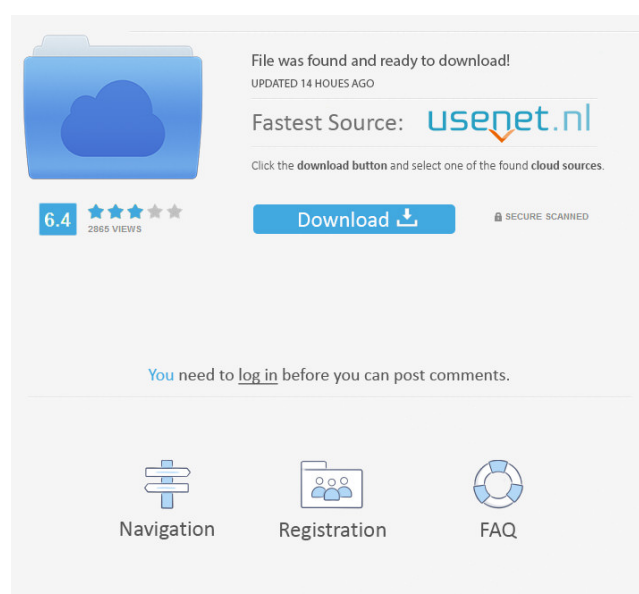 File was found and ready to download!
UPDATED 14 HOUES AGO
Fastest Source: usenet.nl
Click the download button and select one of the found cloud sources.
6.4
2865 VIEWS
Download
SECURE SCANNED
You need to log in before you can post comments.
Navigation
Registration
FAQ